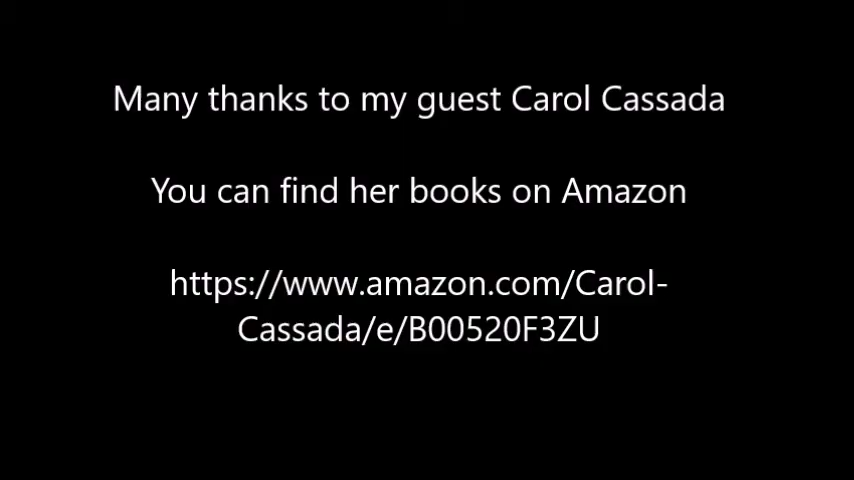 Many thanks to my guest Carol Cassada
You can find her books on Amazon
https://www.amazon.com/Carol-
Cassada/e/B00520F3ZU